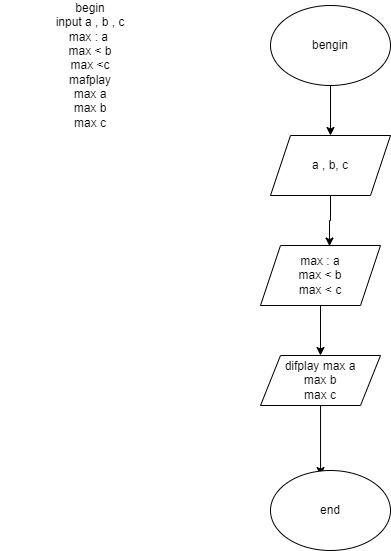 begin
input a , b , c
max : a
max < b
max <c
mafplay
max a
max b
max c
bengin
a , b, c
max : a
max < b
max < c
difplay max a
max b
max c
end